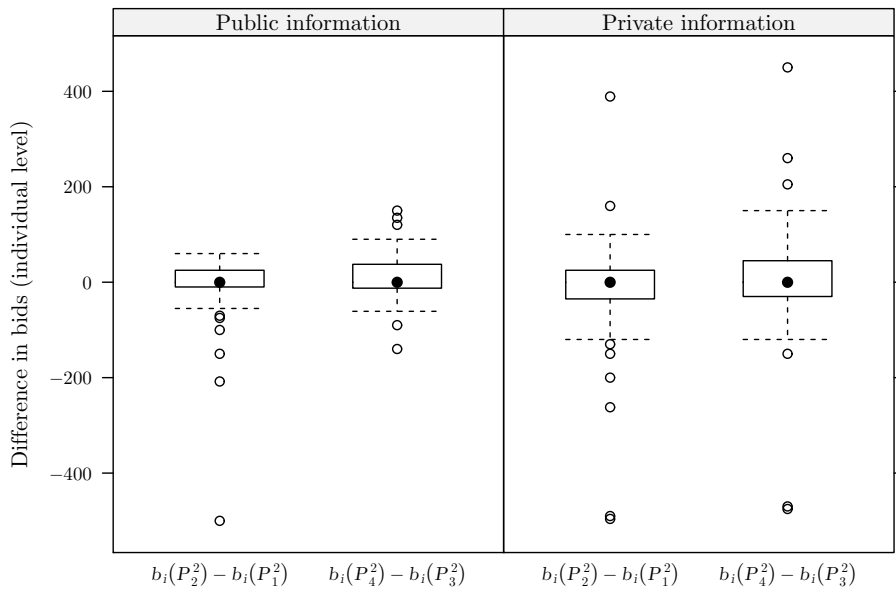 Public information
Private information
Difference in bids (individual level)
400
200
0
−200
−400
b_i(P_2^2) − b_i(P_1^2)
b_i(P_4^2) − b_i(P_3^2)
b_i(P_2^2) − b_i(P_1^2)
b_i(P_4^2) − b_i(P_3^2)